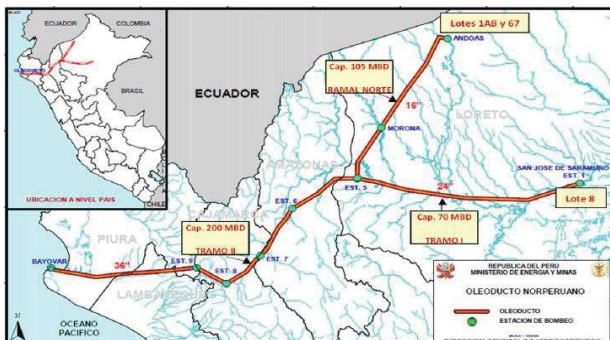 ECUADOR
COLOMBIA
OLEODUCTO
BRASIL
CHILE
UBICACION A NIVEL PAIS
ECUADOR
Lotes 1AB y 67
ANDOAS
Cap. 105 MBD
RAMAL NORTE
16"
LORETO
MORONA
AMAZONAS
SAN JOSE DE SARAMURO
EST. 1
EST. 5
24"
Lote 8
Cap. 70 MBD
TRAMO I
EST. 6
CAJAMARCA
Cap. 200 MBD
TRAMO II
PIURA
EST. 7
BAYOVAR
36"
EST. 9
EST. 8
LAMBAYEQUE
OCEANO
PACIFICO
N
REPUBLICA DEL PERU
MINISTERIO DE ENERGIA Y MINAS
OLEODUCTO NORPERUANO
OLEODUCTO
ESTACION DE BOMBEO